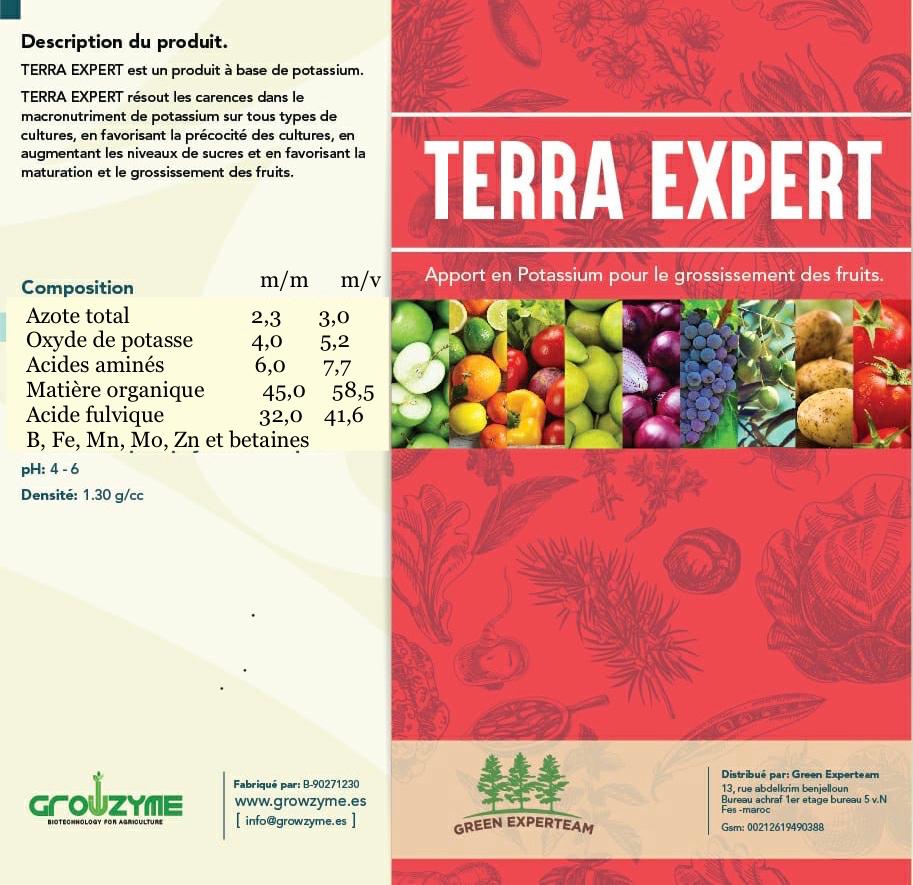 Description du produit.
TERRA EXPERT est un produit à base de potassium.
TERRA EXPERT résout les carences dans le
macronutriment de potassium sur tous types de
cultures, en favorisant la précocité des cultures, en
augmentant les niveaux de sucres et en favorisant la
maturation et le grossissement des fruits.
Composition m/m m/v
Azote total 2,3 3,0
Oxyde de potasse 4,0 5,2
Acides aminés 6,0 7,7
Matière organique 45,0 58,5
Acide fulvique 32,0 41,6
B, Fe, Mn, Mo, Zn et betaines
pH: 4 - 6
Densité: 1.30 g/cc
GROWZYME
BIOTECHNOLOGY FOR AGRICULTURE
Fabriqué par: B-90271230
www.growzyme.es
[ info@growzyme.es ]
TERRA EXPERT
Apport en Potassium pour le grossissement des fruits.
GREEN EXPERTEAM
Distribué par: Green Experteam
13, rue abdelkrim benjelloun
Bureau achraf 1er etage bureau 5 v.N
Fes -maroc
Gsm: 00212619490388